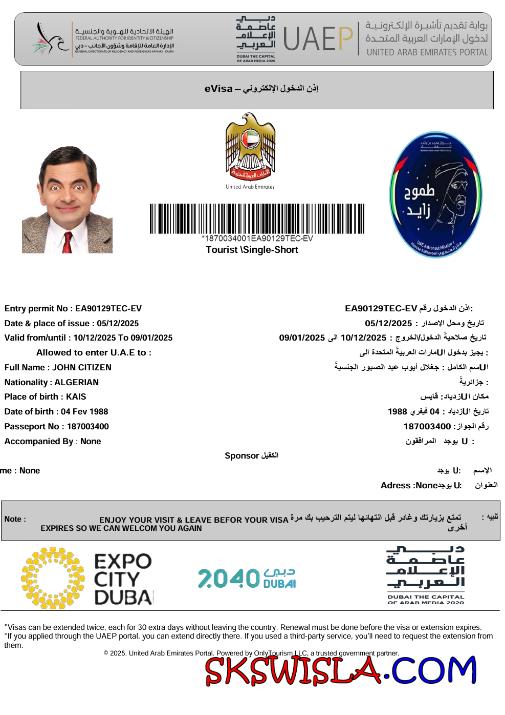 الهيئة الاتحادية للهوية والجنسية
FEDERAL AUTHORITY FOR IDENTITY & CITIZENSHIP
الإدارة العامة للإقامة وشؤون الأجانب - دبي
دبـــي
عاصمة
الإعلام
العربي
DUBAI THE CAPITAL
OF ARAB MEDIA 2020
UAEP
بوابة تقديم تأشيرة الإلكترونية
لدخول الإمارات العربية المتحدة
UNITED ARAB EMIRATES PORTAL
eVisa – إذن الدخول الإلكتروني
United Arab Emirates
طموح
زايد
*1870034001EA90129TEC-EV
Tourist \Single-Short
Entry permit No : EA90129TEC-EV
إذن الدخول رقم EA90129TEC-EV:
Date & place of issue : 05/12/2025
تاريخ ومحل الإصدار : 05/12/2025
Valid from/until : 10/12/2025 To 09/01/2025
تاريخ صلاحية الدخول/الخروج : 10/12/2025 الى 09/01/2025
Allowed to enter U.A.E to :
: يجيز بدخول الامارات العربية المتحدة الى
Full Name : JOHN CITIZEN
الاسم الكامل : جغلال أيوب عبد الصبور الجنسية
Nationality : ALGERIAN
: جزائرية
Place of birth : KAIS
مكان الازدياد: قايس
Date of birth : 04 Fev 1988
تاريخ الازدياد : 04 فيفري 1988
Passeport No : 187003400
رقم الجواز: 187003400
Accompanied By : None
: U يوجد المرافقون
Sponsor الكفيل
me : None
الإسم U: يوجد
العنوان U: يوجد Adress :None
Note :
ENJOY YOUR VISIT & LEAVE BEFOR YOUR VISA
EXPIRES SO WE CAN WELCOM YOU AGAIN
تنبيه :
تمتع بزيارتك وغادر قبل انتهائها ليتم الترحيب بك مرة
أخرى
EXPO
CITY
DUBAI
2040 دبي
DUBAI
دبـــي
عاصمة
الإعلام
العربي
DUBAI THE CAPITAL
OF ARAB MEDIA 2020
*Visas can be extended twice, each for 30 extra days without leaving the country. Renewal must be done before the visa or extension expires.
*If you applied through the UAEP portal, you can extend directly there. If you used a third-party service, you'll need to request the extension from
them.
© 2025. United Arab Emirates Portal. Powered by OnlyTourism LLC, a trusted government partner.
SKSWISLA.COM